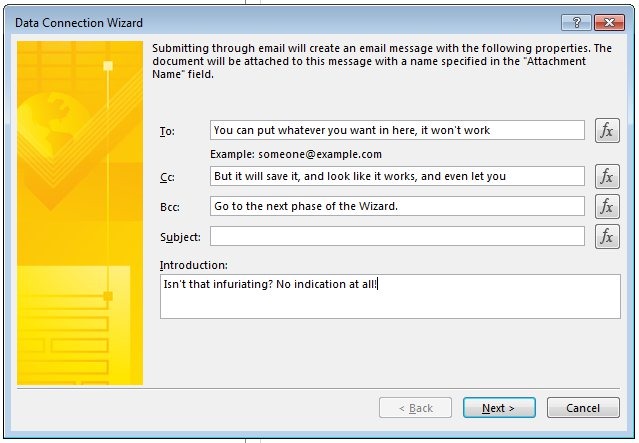 Data Connection Wizard
?
Submitting through email will create an email message with the following properties. The
document will be attached to this message with a name specified in the "Attachment
Name" field.
To: You can put whatever you want in here, it won't work fx
Example: someone@example.com
Cc: But it will save it, and look like it works, and even let you fx
Bcc: Go to the next phase of the Wizard. fx
Subject: fx
Introduction:
Isn't that infuriating? No indication at all!
< Back Next > Cancel